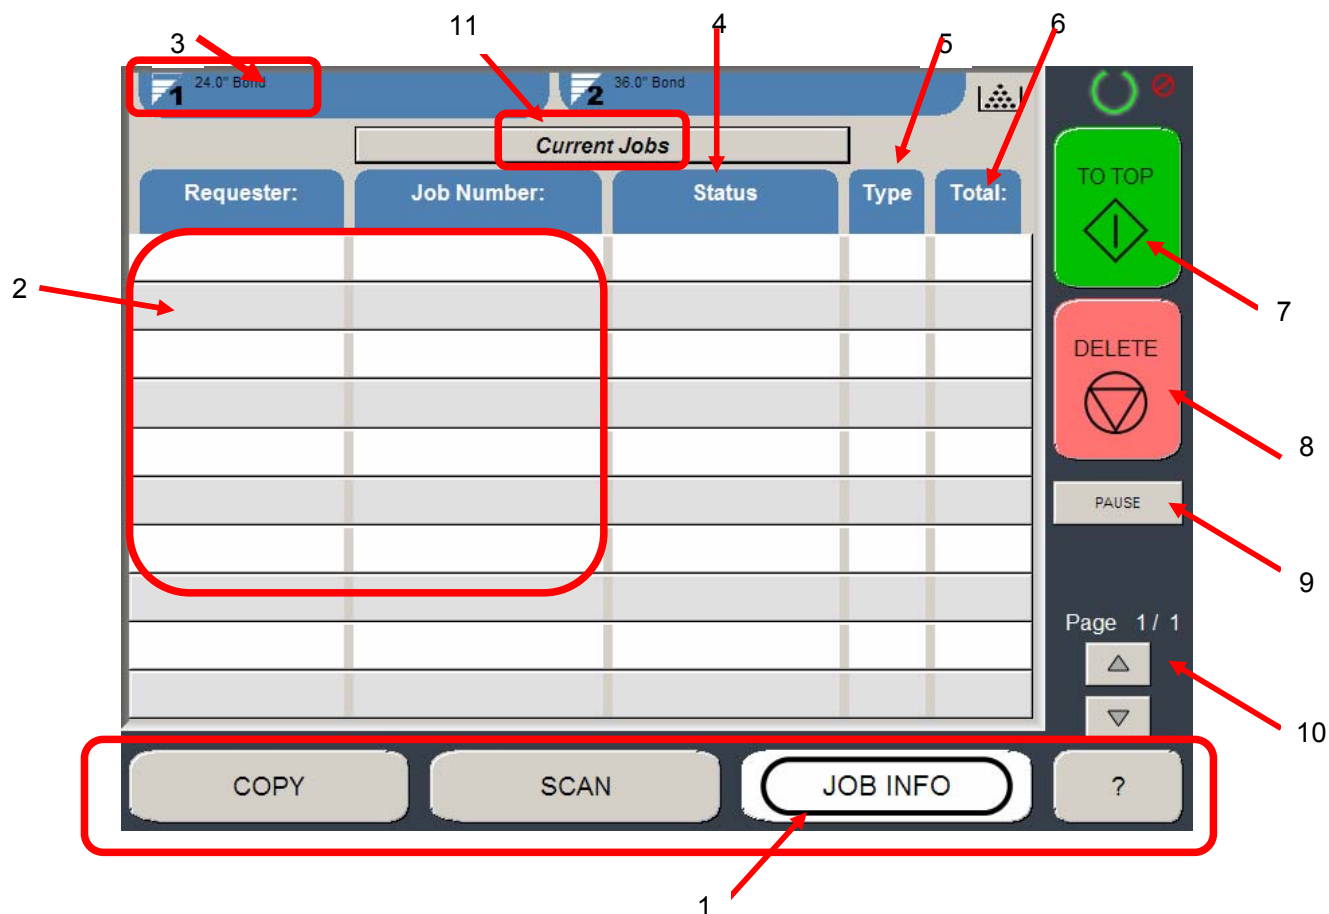 3
11
4
5
6
1
24.0" Bond
2
36.0" Bond
Current Jobs
Requester:
Job Number:
Status
Type
Total:
TO TOP
2
7
DELETE
8
PAUSE
9
Page 1 / 1
10
COPY
SCAN
JOB INFO
?
1